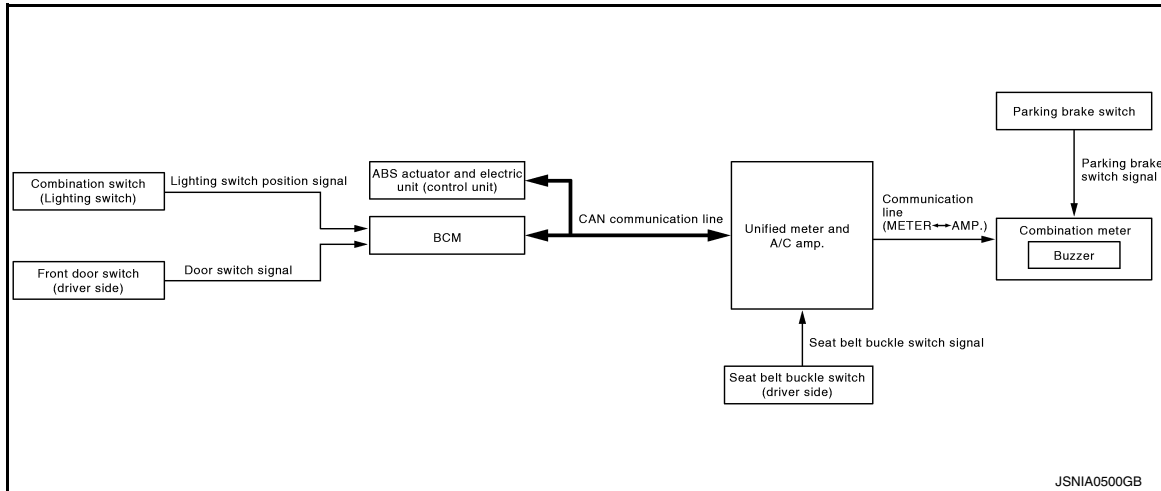 Parking brake switch
Parking brake
switch signal
Combination switch
(Lighting switch)
Lighting switch position signal
ABS actuator and electric
unit (control unit)
CAN communication line
BCM
Front door switch
(driver side)
Door switch signal
Unified meter and
A/C amp.
Communication
line
(METER↔AMP.)
Combination meter
Buzzer
Seat belt buckle switch signal
Seat belt buckle switch
(driver side)
JSNIA0500GB